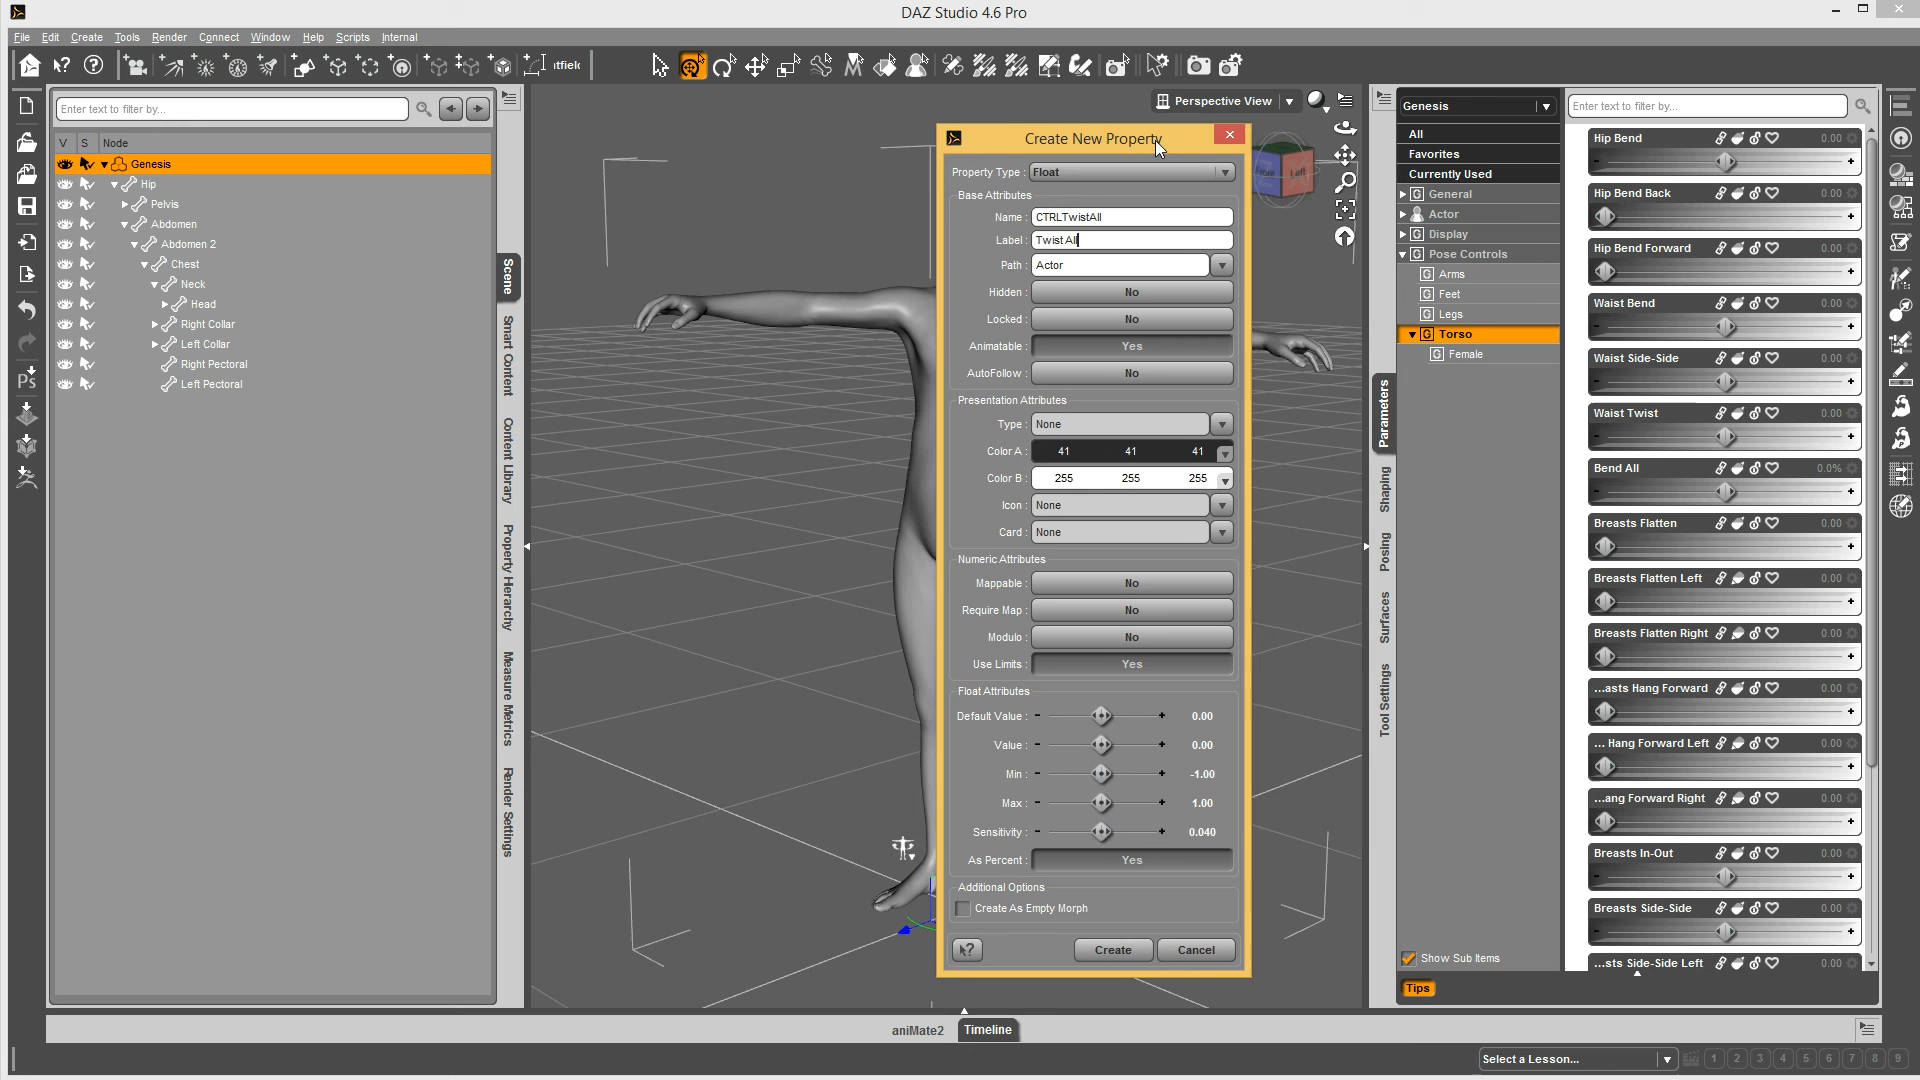 DAZ Studio 4.6 Pro
File Edit Create Tools Render Connect Window Help Scripts Internal
tfield
Enter text to filter by...
V S Node
Genesis
Hip
Pelvis
Abdomen
Abdomen 2
Chest
Neck
Head
Right Collar
Left Collar
Right Pectoral
Left Pectoral
Scene
Smart Content
Content Library
Property Hierarchy
Measure Metrics
Render Settings
Perspective View
Left
Create New Property
Property Type : Float
Base Attributes
Name : CTRLTwistAll
Label : Twist All
Path : Actor
Hidden : No
Locked : No
Animatable : Yes
AutoFollow : No
Presentation Attributes
Type : None
Color A : 41 41 41
Color B : 255 255 255
Icon : None
Card : None
Numeric Attributes
Mappable : No
Require Map : No
Modulo : No
Use Limits : Yes
Float Attributes
Default Value : - + 0.00
Value : - + 0.00
Min : - + -1.00
Max : - + 1.00
Sensitivity : - + 0.040
As Percent : Yes
Additional Options
Create As Empty Morph
Create Cancel
Parameters
Shaping
Posing
Surfaces
Tool Settings
Genesis
All
Favorites
Currently Used
G General
Actor
G Display
G Pose Controls
G Arms
G Feet
G Legs
G Torso
G Female
Show Sub Items
Tips
Enter text to filter by...
Hip Bend 0.00
Hip Bend Back 0.00
Hip Bend Forward 0.00
Waist Bend 0.00
Waist Side-Side 0.00
Waist Twist 0.00
Bend All 0.0%
Breasts Flatten 0.00
Breasts Flatten Left 0.00
Breasts Flatten Right 0.00
...asts Hang Forward 0.00
... Hang Forward Left 0.00
...ang Forward Right 0.00
Breasts In-Out 0.00
Breasts Side-Side 0.00
...sts Side-Side Left 0.00
aniMate2 Timeline
Select a Lesson... 1 2 3 4 5 6 7 8 9